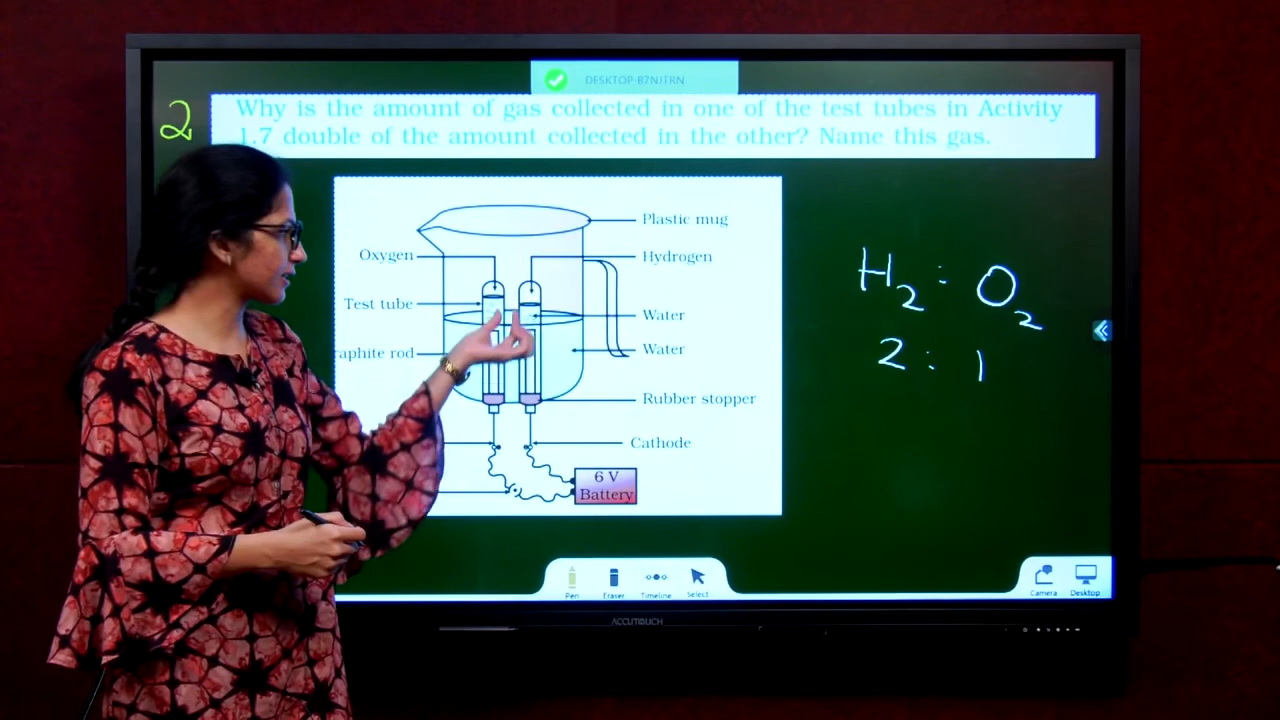 DESKTOP-B7NJTRN
2
Why is the amount of gas collected in one of the test tubes in Activity
1.7 double of the amount collected in the other? Name this gas.
Plastic mug
Oxygen
Hydrogen
Test tube
Water
raphite rod
Water
Rubber stopper
Cathode
6 V
Battery
H2 : O2
2 : 1
Pen
Eraser
Timeline
Select
Camera
Desktop
ACCUTOUCH